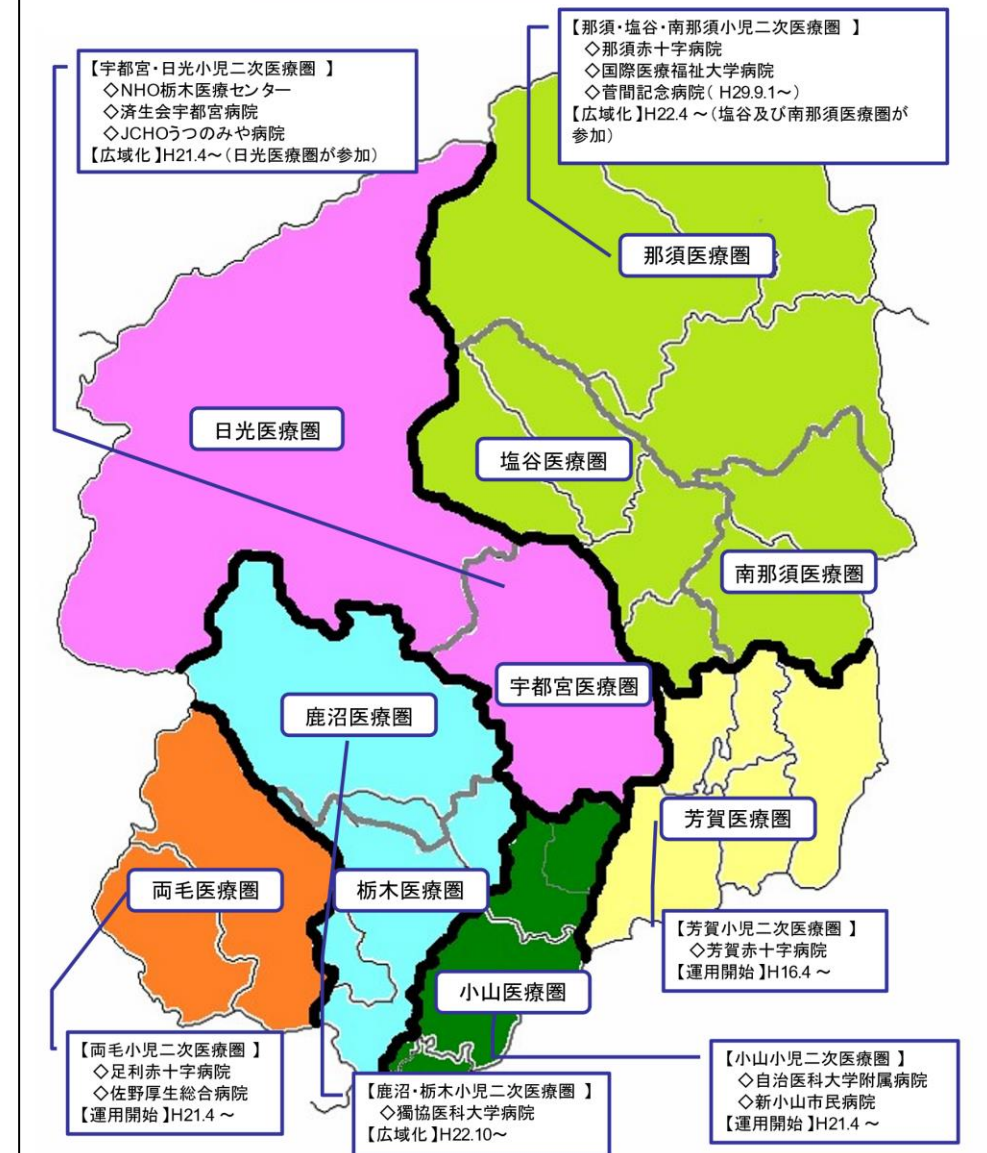 【那須・塩谷・南那須小児二次医療圏 】
◇那須赤十字病院
◇国際医療福祉大学病院
◇菅間記念病院( H29.9.1～)
【広域化】H22.4 ～(塩谷及び南那須医療圏が
参加)
【宇都宮・日光小児二次医療圏 】
◇NHO栃木医療センター
◇済生会宇都宮病院
◇JCHOうつのみや病院
【広域化 】H21.4～(日光医療圏が参加)
那須医療圏
日光医療圏
塩谷医療圏
南那須医療圏
宇都宮医療圏
鹿沼医療圏
芳賀医療圏
両毛医療圏
栃木医療圏
小山医療圏
【芳賀小児二次医療圏 】
◇芳賀赤十字病院
【運用開始 】H16.4 ～
【両毛小児二次医療圏 】
◇足利赤十字病院
◇佐野厚生総合病院
【運用開始 】H21.4 ～
【鹿沼・栃木小児二次医療圏 】
◇獨協医科大学病院
【広域化 】H22.10～
【小山小児二次医療圏 】
◇自治医科大学附属病院
◇新小山市民病院
【運用開始 】H21.4 ～